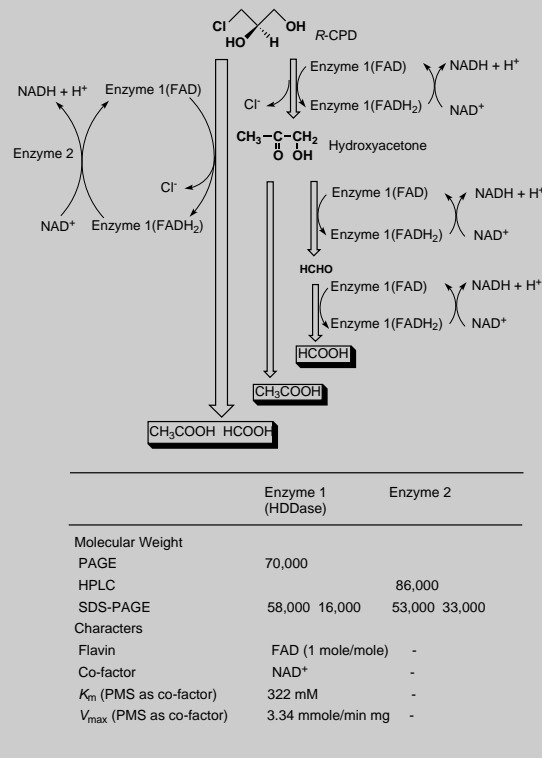 Cl OH R-CPD
HO H
Enzyme 1(FAD) NADH + H⁺
Cl⁻ Enzyme 1(FADH₂) NAD⁺
NADH + H⁺ Enzyme 1(FAD)
Enzyme 2
Cl⁻
NAD⁺ Enzyme 1(FADH₂)
CH₃–C–CH₂ Hydroxyacetone
O OH
Enzyme 1(FAD) NADH + H⁺
Enzyme 1(FADH₂) NAD⁺
HCHO
Enzyme 1(FAD) NADH + H⁺
Enzyme 1(FADH₂) NAD⁺
HCOOH
CH₃COOH
CH₃COOH HCOOH
Enzyme 1 Enzyme 2
(HDDase)
Molecular Weight
PAGE 70,000
HPLC 86,000
SDS-PAGE 58,000 16,000 53,000 33,000
Characters
Flavin FAD (1 mole/mole) -
Co-factor NAD⁺ -
Km (PMS as co-factor) 322 mM -
Vmax (PMS as co-factor) 3.34 mmole/min mg -